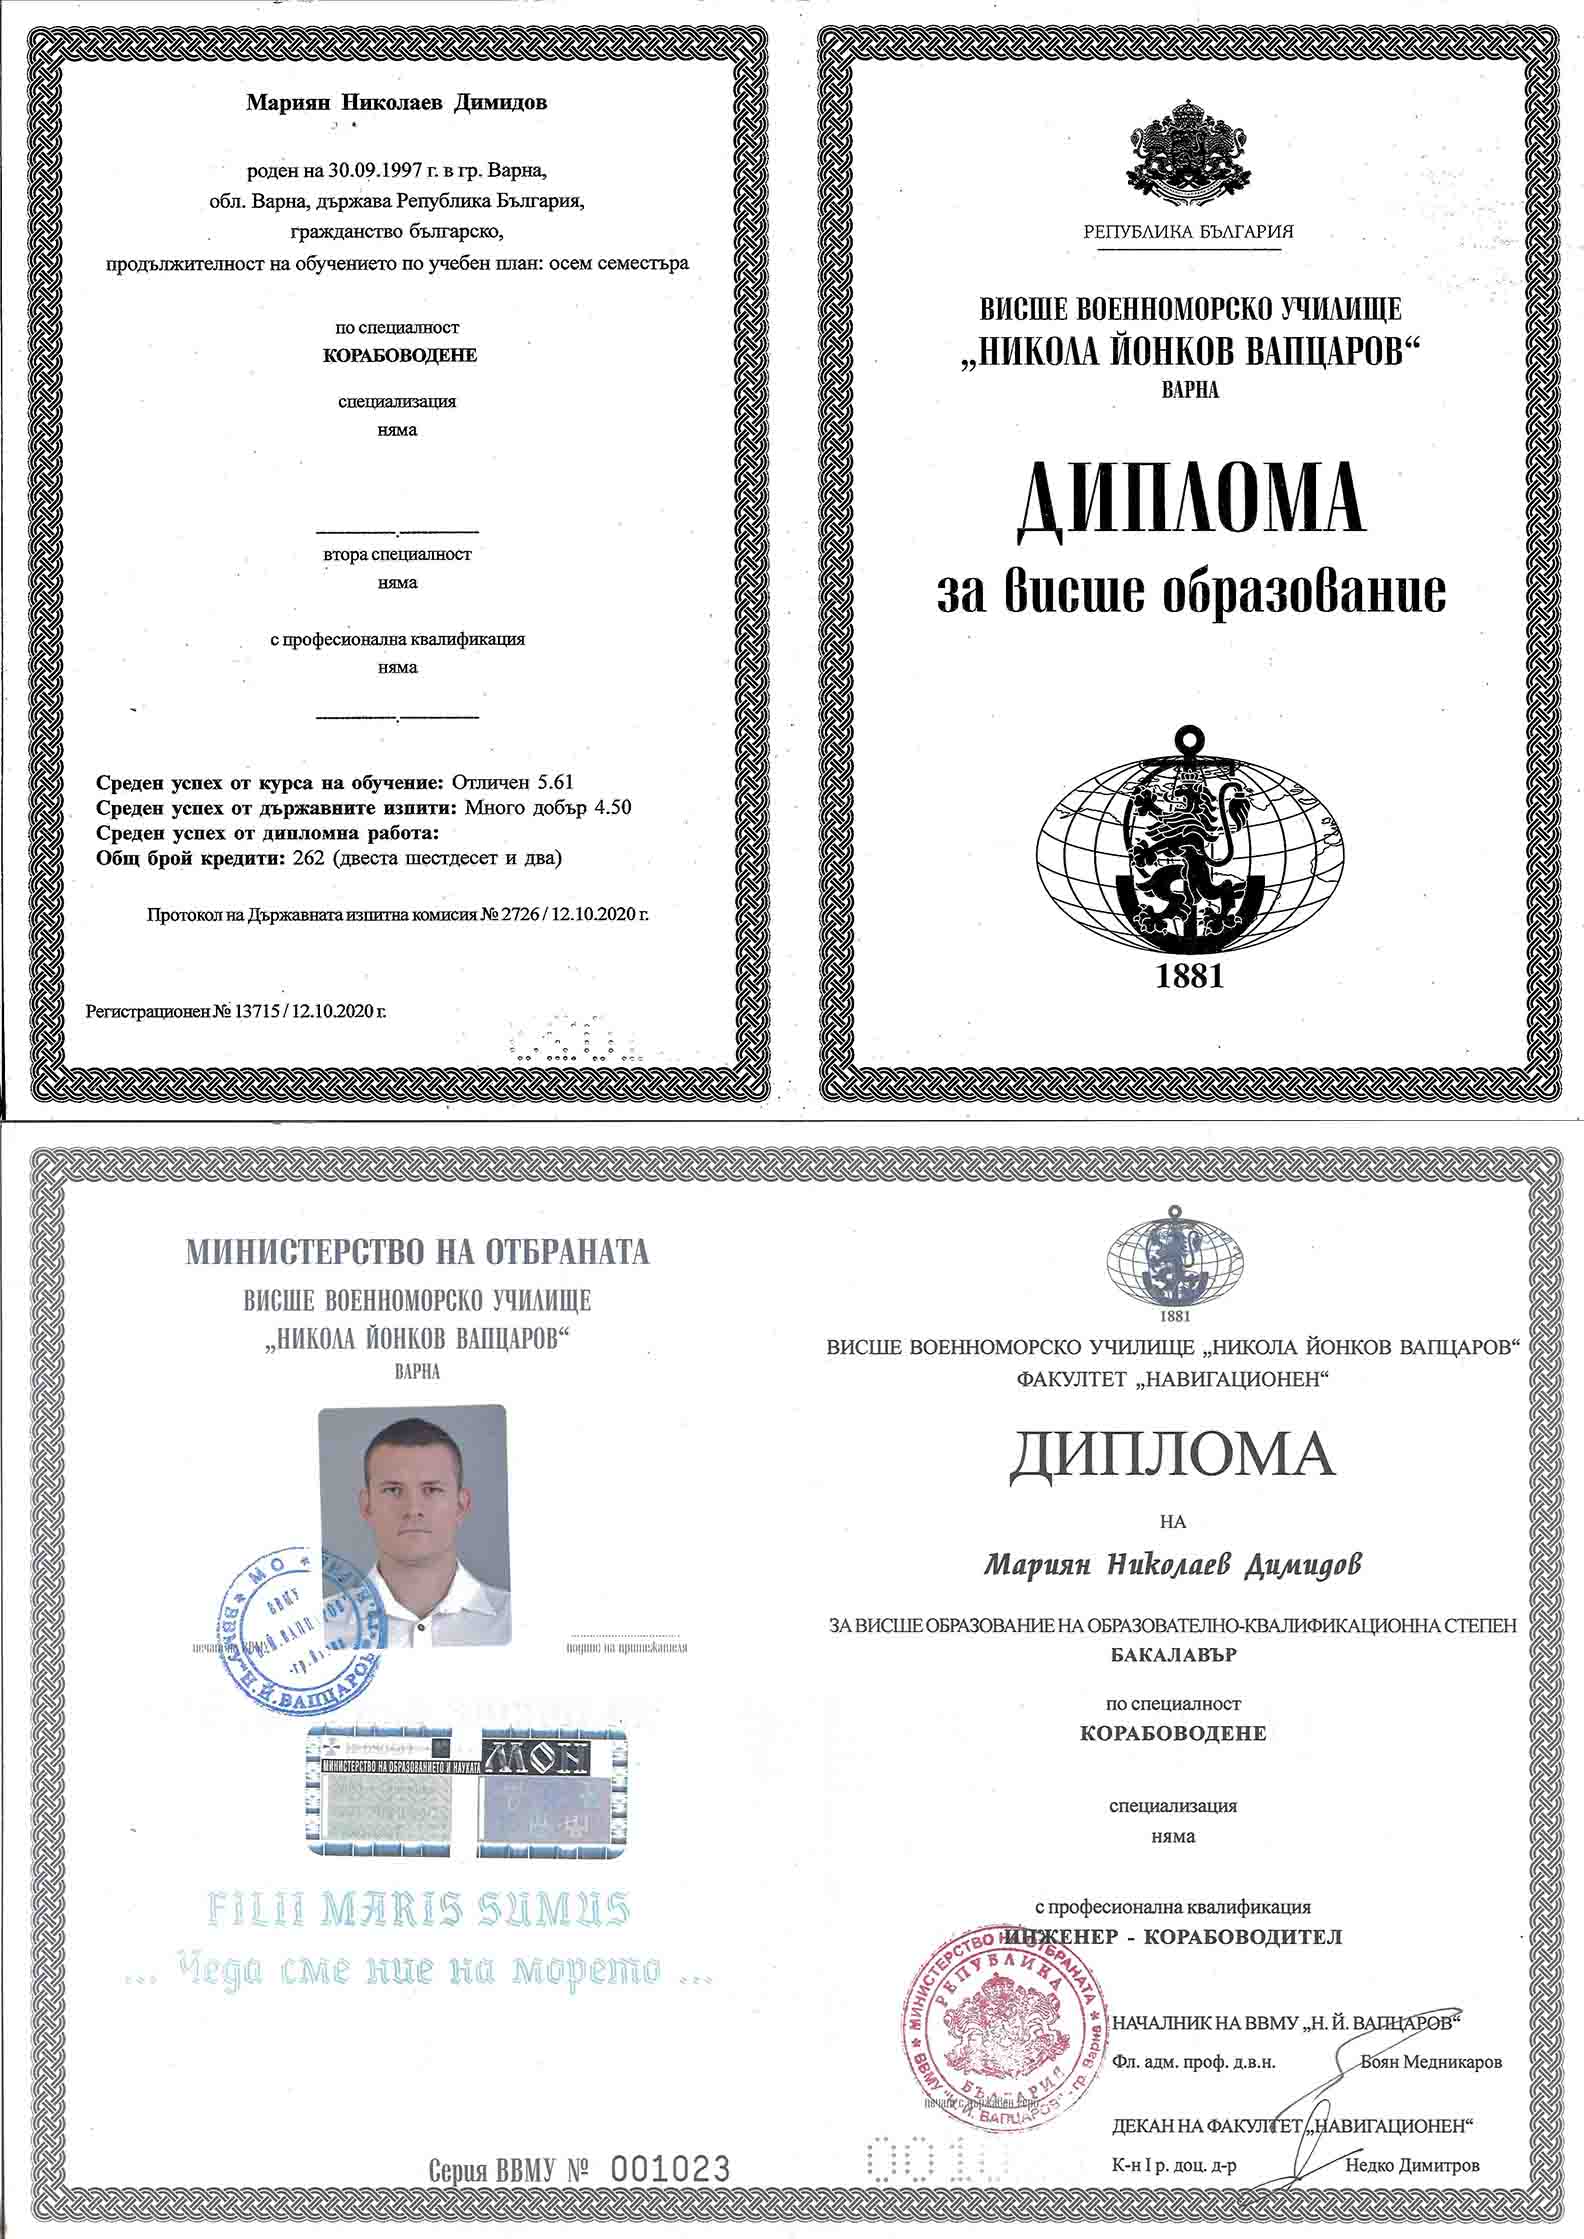 Мариян Николаев Димидов
роден на 30.09.1997 г. в гр. Варна,
обл. Варна, държава Република България,
гражданство българско,
продължителност на обучението по учебен план: осем семестъра
по специалност
КОРАБОВОДЕНЕ
специализация
няма
втора специалност
няма
с професионална квалификация
няма
Среден успех от курса на обучение: Отличен 5.61
Среден успех от държавните изпити: Много добър 4.50
Среден успех от дипломна работа:
Общ брой кредити: 262 (двеста шестдесет и два)
Протокол на Държавната изпитна комисия № 2726 / 12.10.2020 г.
Регистрационен № 13715 / 12.10.2020 г.
РЕПУБЛИКА БЪЛГАРИЯ
ВИСШЕ ВОЕННОМОРСКО УЧИЛИЩЕ
„НИКОЛА ЙОНКОВ ВАПЦАРОВ“
ВАРНА
ДИПЛОМА
за висше образование
1881
МИНИСТЕРСТВО НА ОТБРАНАТА
ВИСШЕ ВОЕННОМОРСКО УЧИЛИЩЕ
„НИКОЛА ЙОНКОВ ВАПЦАРОВ“
ВАРНА
печат на ВВМУ
подпис на притежателя
МИНИСТЕРСТВО НА ОБРАЗОВАНИЕТО И НАУКАТА
МОН
FILII MARIS SUMUS
... Чеда сме ние на морето ...
Серия ВВМУ № 001023
1881
ВИСШЕ ВОЕННОМОРСКО УЧИЛИЩЕ „НИКОЛА ЙОНКОВ ВАПЦАРОВ“
ФАКУЛТЕТ „НАВИГАЦИОНЕН“
ДИПЛОМА
НА
Мариян Николаев Димидов
ЗА ВИСШЕ ОБРАЗОВАНИЕ НА ОБРАЗОВАТЕЛНО-КВАЛИФИКАЦИОННА СТЕПЕН
БАКАЛАВЪР
по специалност
КОРАБОВОДЕНЕ
специализация
няма
с професионална квалификация
ИНЖЕНЕР - КОРАБОВОДИТЕЛ
МИНИСТЕРСТВО НА ОТБРАНАТА
РЕПУБЛИКА
БЪЛГАРИЯ
НАЧАЛНИК НА ВВМУ „Н. Й. ВАПЦАРОВ“
Фл. адм. проф. д.в.н. Боян Медникаров
ДЕКАН НА ФАКУЛТЕТ „НАВИГАЦИОНЕН“
К-н I р. доц. д-р Недко Димитров